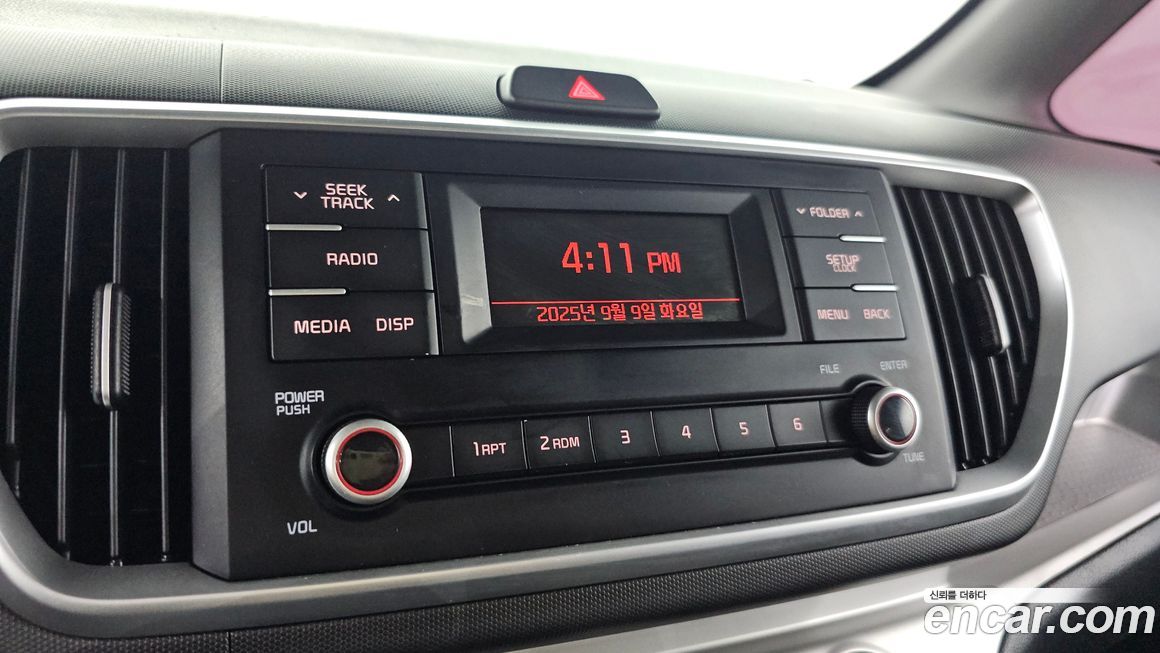 SEEK
TRACK
FOLDER
RADIO
4:11 PM
SETUP
CLOCK
MEDIA DISP
2025년 9월 9일 화요일
MENU BACK
POWER
PUSH
FILE
ENTER
1 RPT
2 RDM
3
4
5
6
TUNE
VOL
신뢰를 더하다
encar.com